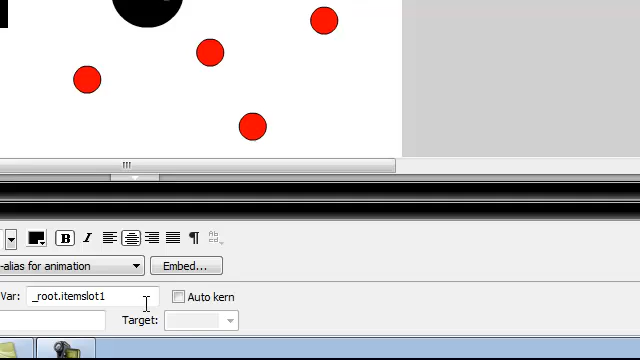 B I
-alias for animation Embed...
Var: _root.itemslot1 Auto kern
Target: